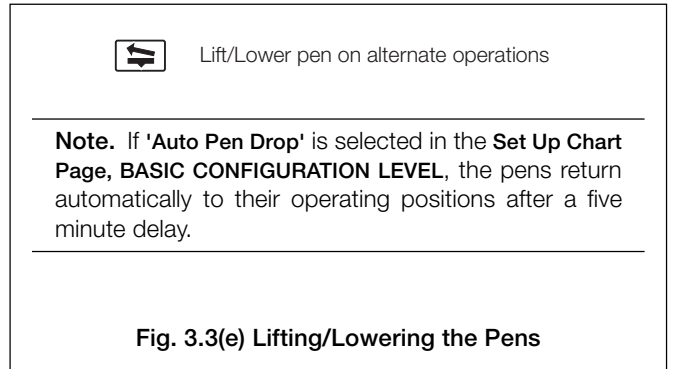 Lift/Lower pen on alternate operations
Note. If 'Auto Pen Drop' is selected in the Set Up Chart
Page, BASIC CONFIGURATION LEVEL, the pens return
automatically to their operating positions after a five
minute delay.
Fig. 3.3(e) Lifting/Lowering the Pens